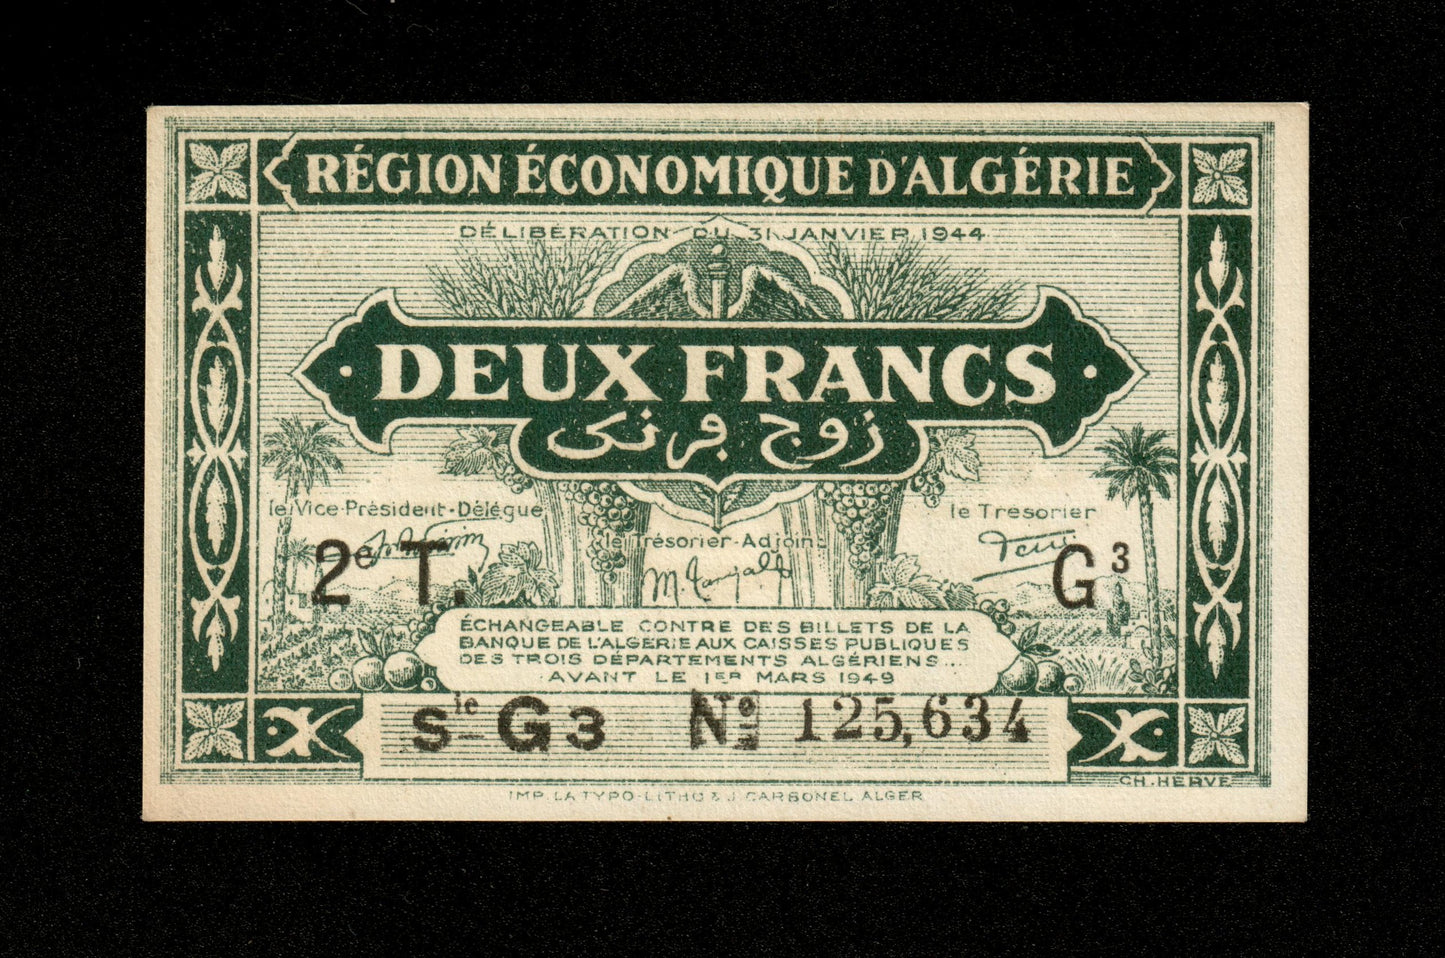 RÉGION ÉCONOMIQUE D'ALGÉRIE
DÉLIBÉRATION DU 31 JANVIER 1944
· DEUX FRANCS ·
زوج فرنك
le Vice-Président-Délégué
le Trésorier-Adjoint
le Tresorier
2e T.
G3
ÉCHANGEABLE CONTRE DES BILLETS DE LA
BANQUE DE L'ALGERIE AUX CAISSES PUBLIQUES
DES TROIS DÉPARTEMENTS ALGÉRIENS....
AVANT LE 1ER MARS 1949
Sie G3 No 125,634
CH. HERVÉ
IMP. LA TYPO-LITHO & J. CARBONEL ALGER